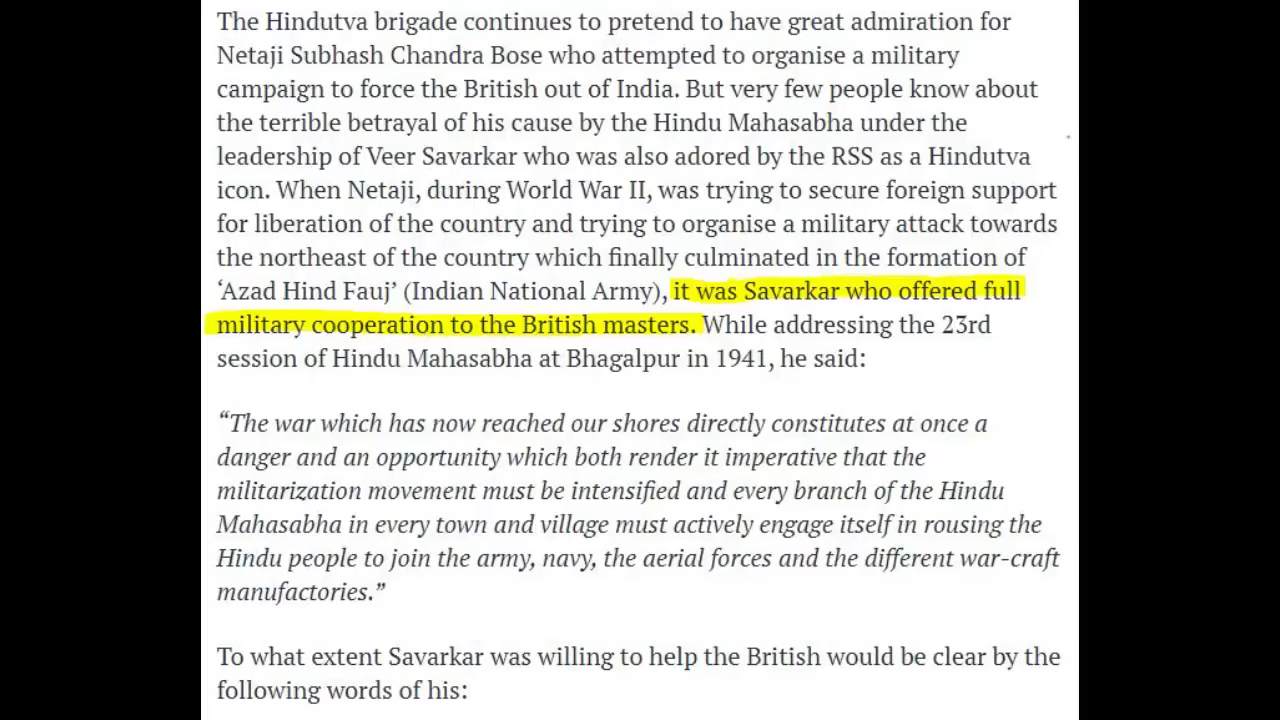 The Hindutva brigade continues to pretend to have great admiration for
Netaji Subhash Chandra Bose who attempted to organise a military
campaign to force the British out of India. But very few people know about
the terrible betrayal of his cause by the Hindu Mahasabha under the
leadership of Veer Savarkar who was also adored by the RSS as a Hindutva
icon. When Netaji, during World War II, was trying to secure foreign support
for liberation of the country and trying to organise a military attack towards
the northeast of the country which finally culminated in the formation of
‘Azad Hind Fauj’ (Indian National Army), it was Savarkar who offered full
military cooperation to the British masters. While addressing the 23rd
session of Hindu Mahasabha at Bhagalpur in 1941, he said:
“The war which has now reached our shores directly constitutes at once a
danger and an opportunity which both render it imperative that the
militarization movement must be intensified and every branch of the Hindu
Mahasabha in every town and village must actively engage itself in rousing the
Hindu people to join the army, navy, the aerial forces and the different war-craft
manufactories.”
To what extent Savarkar was willing to help the British would be clear by the
following words of his: